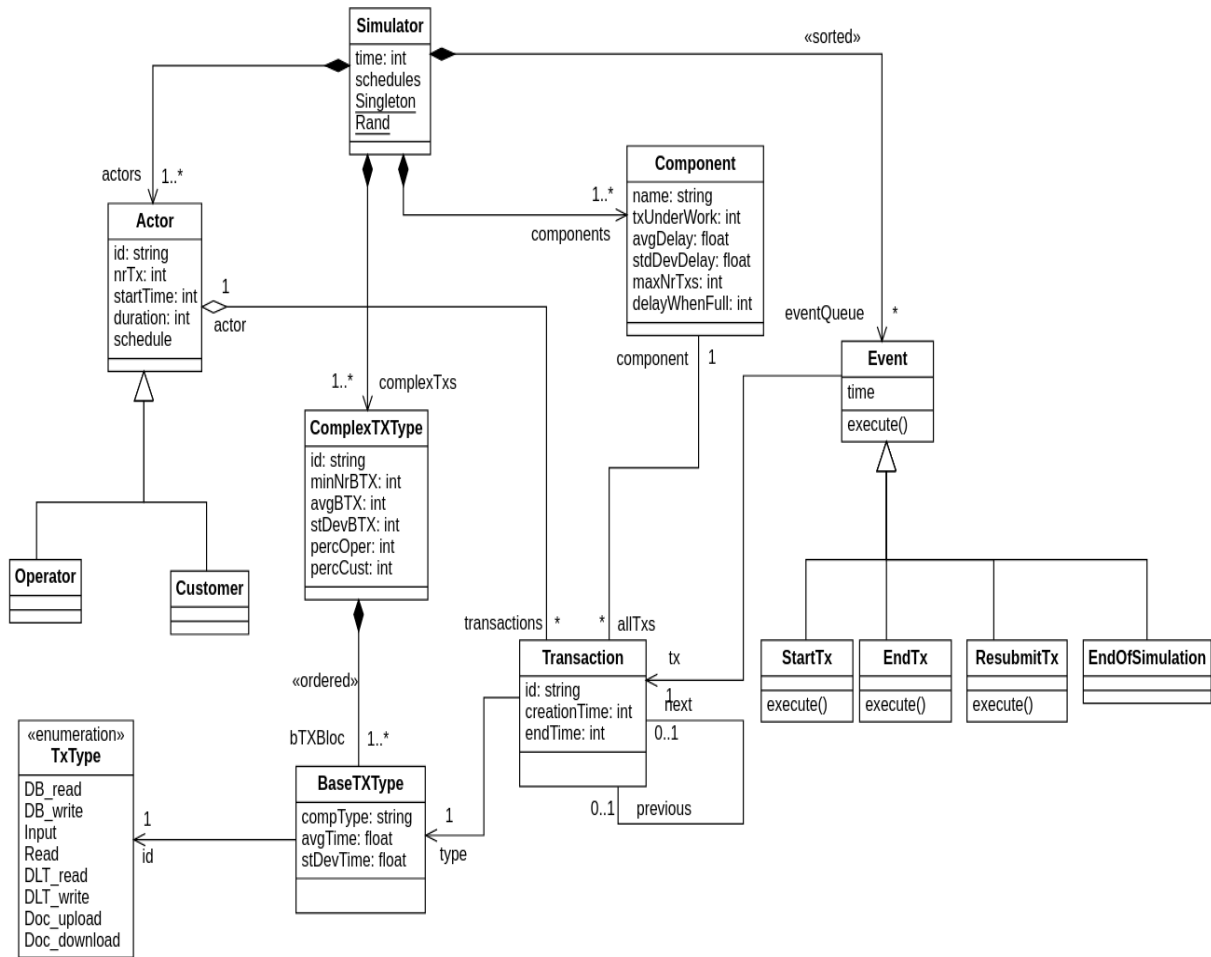 Simulator
time: int
schedules
Singleton
Rand
«sorted»
actors
1..*
Actor
id: string
nrTx: int
startTime: int
duration: int
schedule
1
actor
Component
name: string
txUnderWork: int
avgDelay: float
stdDevDelay: float
maxNrTxs: int
delayWhenFull: int
1..*
components
component
1
eventQueue
*
Event
time
execute()
1..*
complexTxs
ComplexTXType
id: string
minNrBTX: int
avgBTX: int
stDevBTX: int
percOper: int
percCust: int
Operator
Customer
transactions
*
*
allTxs
Transaction
id: string
creationTime: int
endTime: int
tx
1
next
0..1
0..1
previous
StartTx
execute()
EndTx
execute()
ResubmitTx
execute()
EndOfSimulation
«ordered»
bTXBloc
1..*
BaseTXType
compType: string
avgTime: float
stDevTime: float
1
type
1
id
«enumeration»
TxType
DB_read
DB_write
Input
Read
DLT_read
DLT_write
Doc_upload
Doc_download